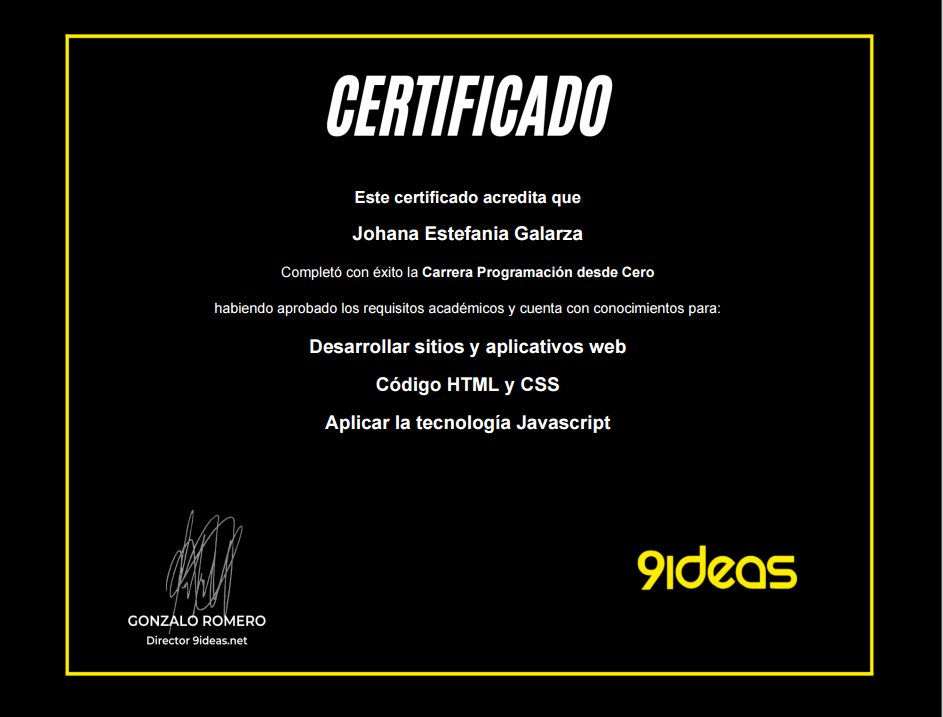 CERTIFICADO
Este certificado acredita que
Johana Estefania Galarza
Completó con éxito la Carrera Programación desde Cero
habiendo aprobado los requisitos académicos y cuenta con conocimientos para:
Desarrollar sitios y aplicativos web
Código HTML y CSS
Aplicar la tecnología Javascript
GONZALO ROMERO
Director 9ideas.net
9ideas